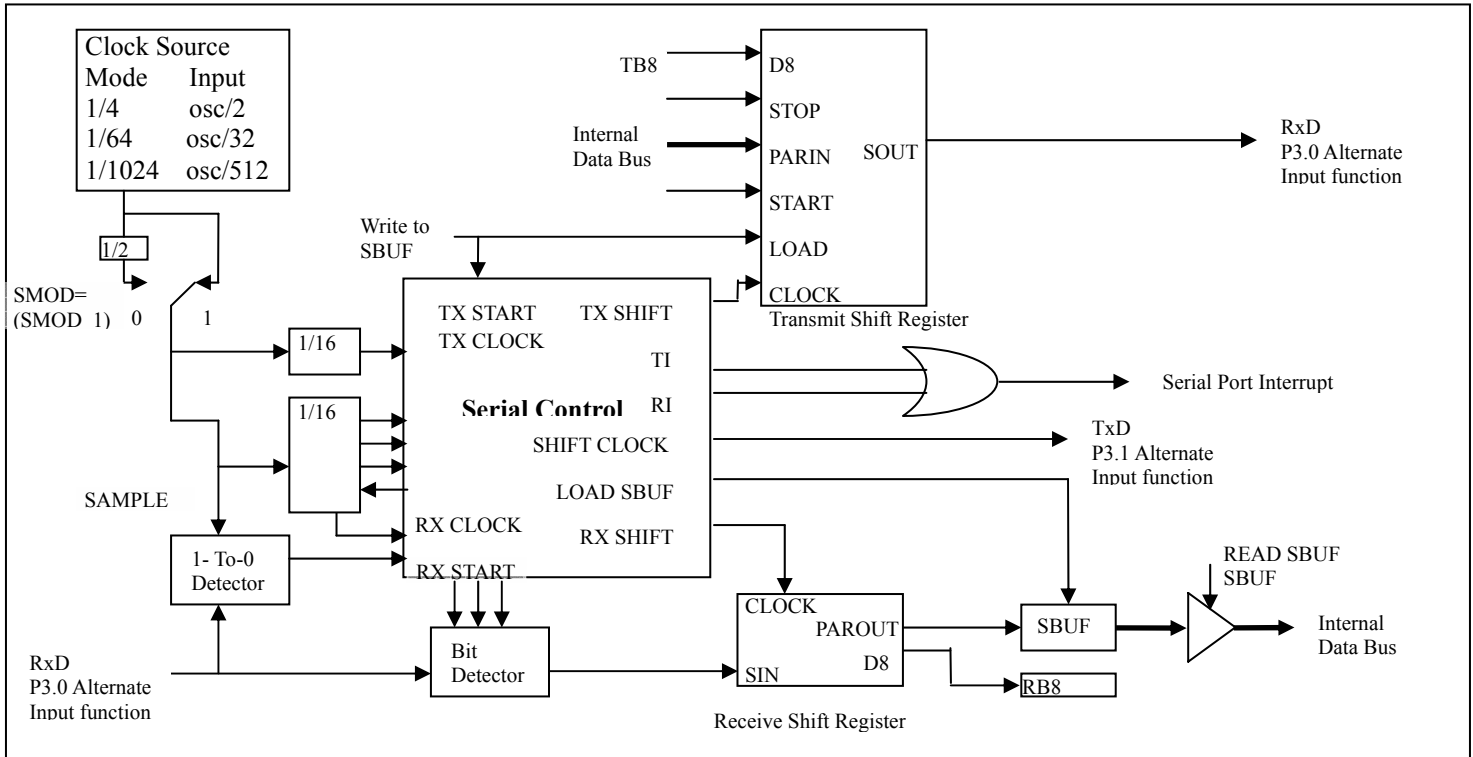 Clock Source
Mode Input
1/4 osc/2
1/64 osc/32
1/1024 osc/512
1/2
SMOD=
(SMOD_1) 0 1
TB8
Internal
Data Bus
D8
STOP
PARIN
START
LOAD
CLOCK
SOUT
Transmit Shift Register
RxD
P3.0 Alternate
Input function
Write to
SBUF
1/16
1/16
TX START
TX CLOCK
TX SHIFT
TI
Serial Control
RI
SHIFT CLOCK
LOAD SBUF
RX CLOCK
RX SHIFT
RX START
Serial Port Interrupt
TxD
P3.1 Alternate
Input function
SAMPLE
1- To-0
Detector
RxD
P3.0 Alternate
Input function
Bit
Detector
CLOCK
PAROUT
D8
SIN
Receive Shift Register
SBUF
RB8
READ SBUF
SBUF
Internal
Data Bus